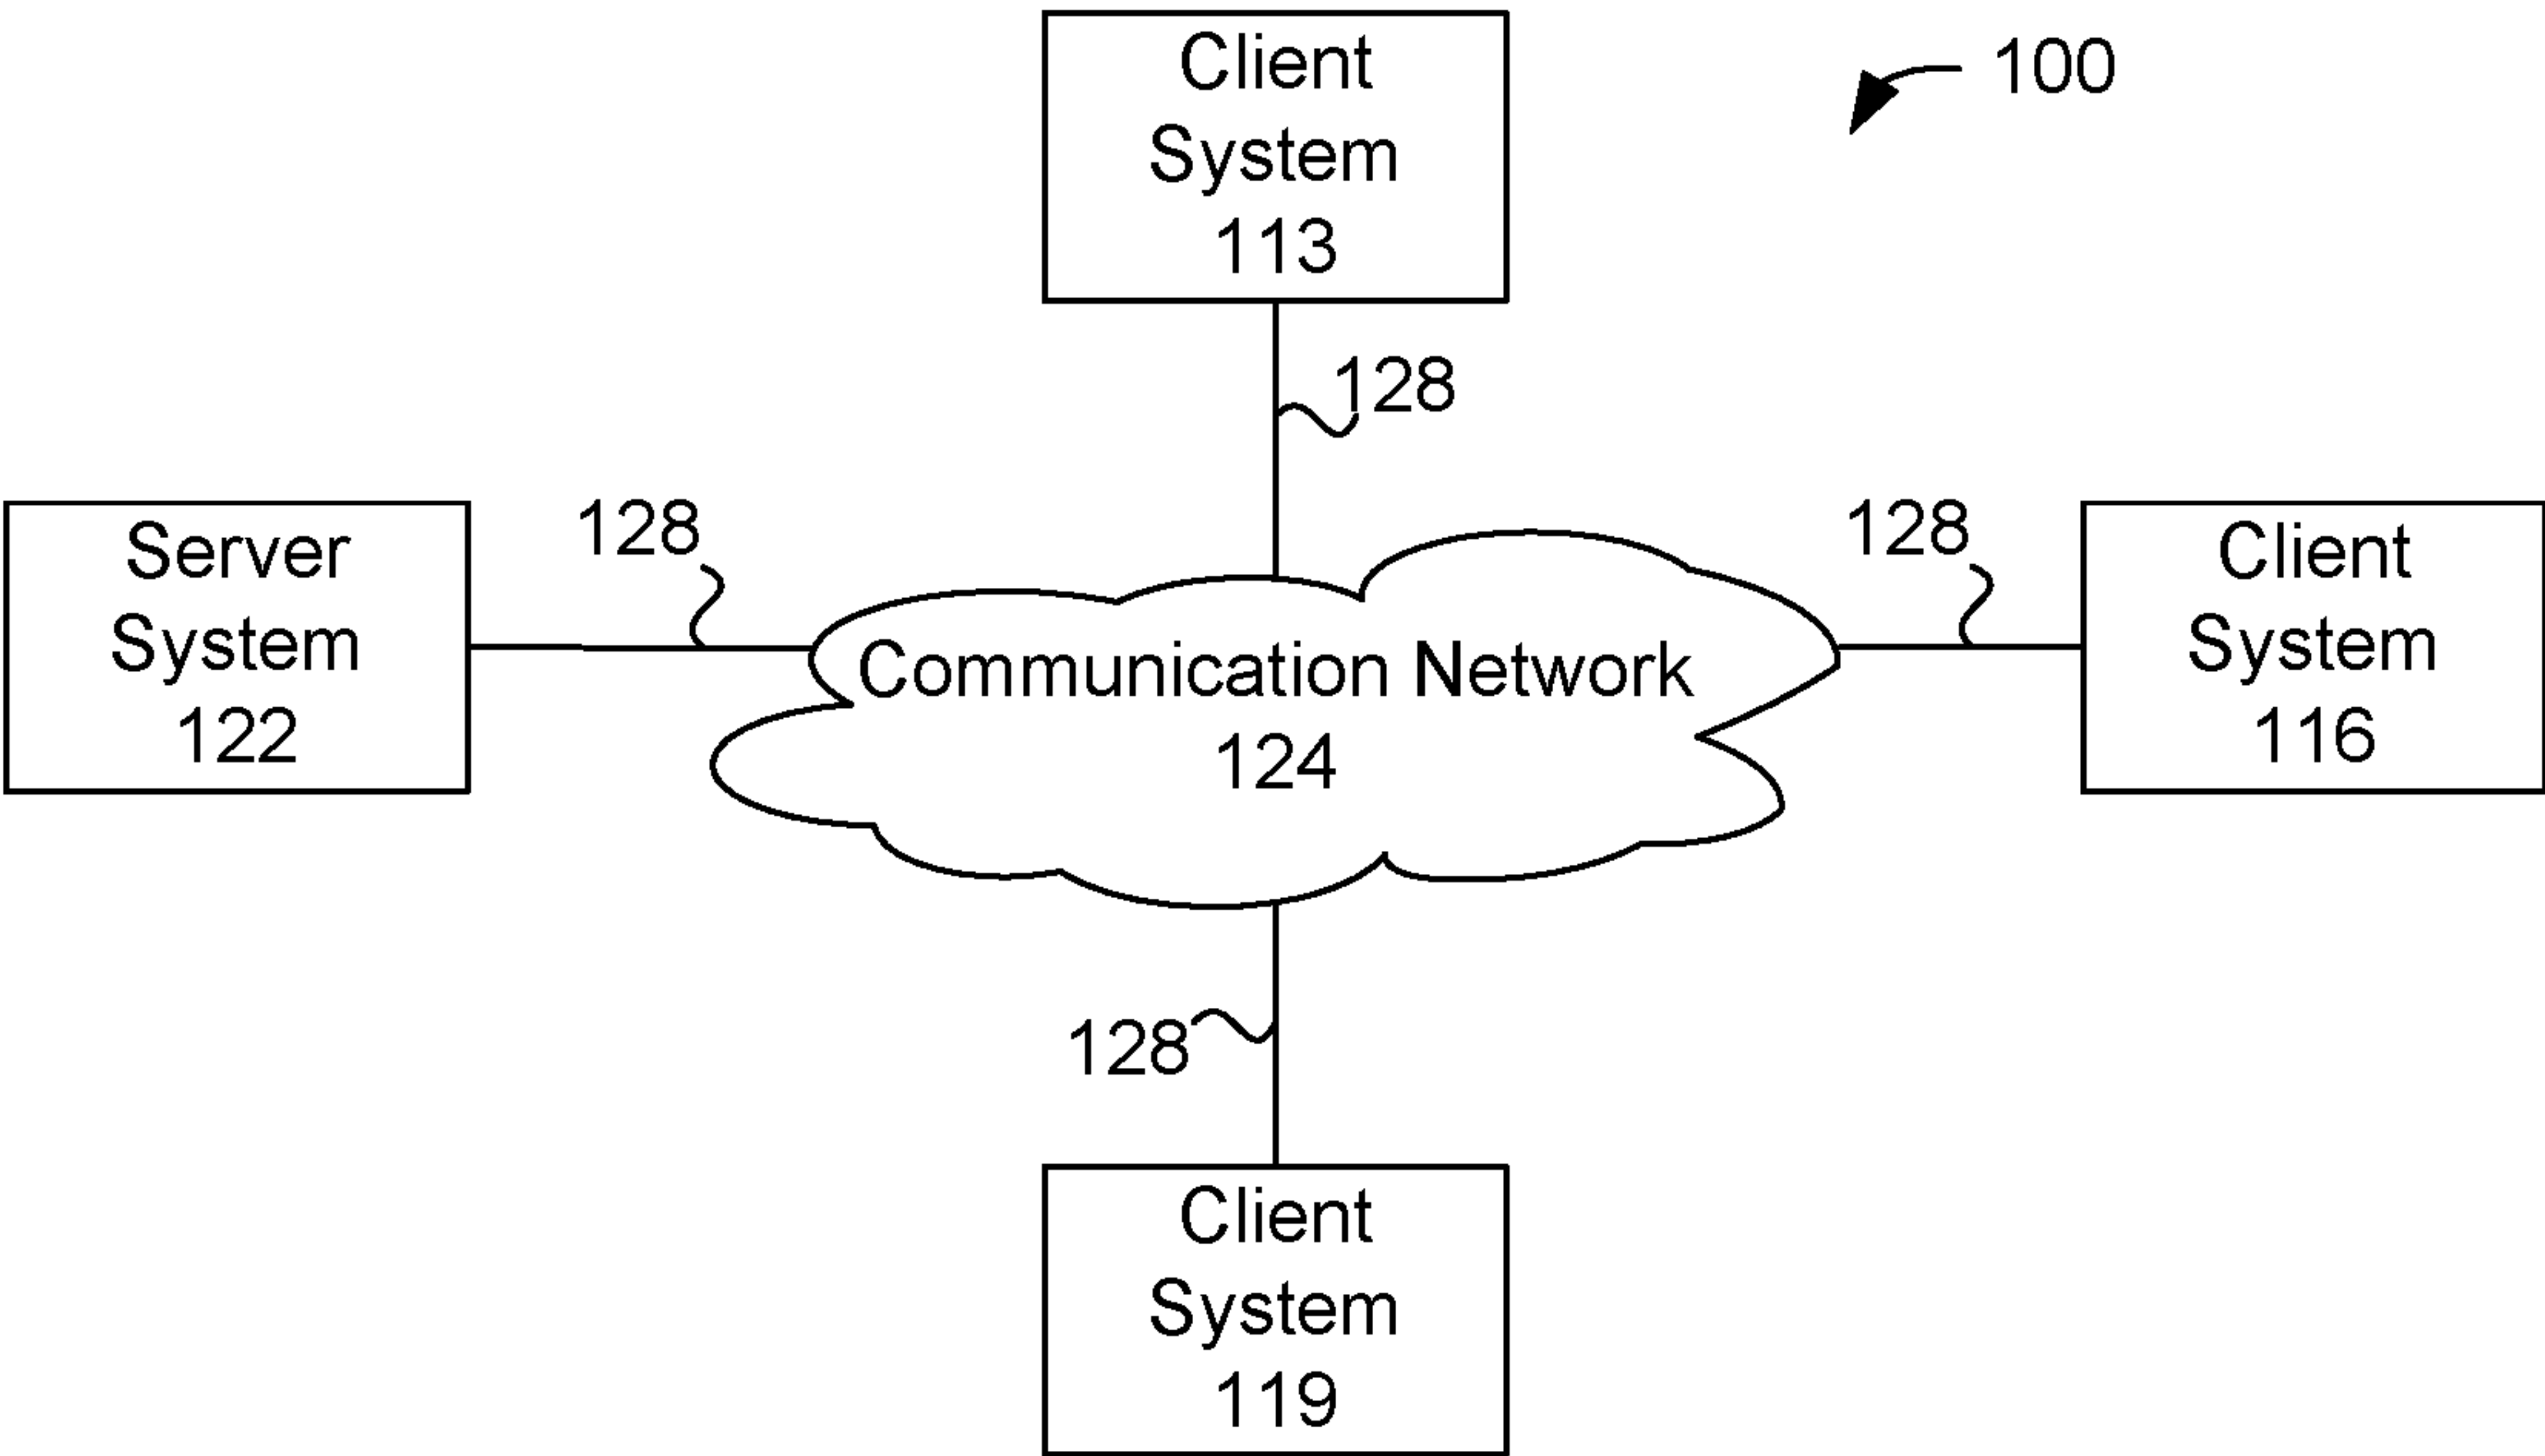 Client
System
113
100
128
Server
System
122
128
Communication Network
124
128
Client
System
116
128
Client
System
119